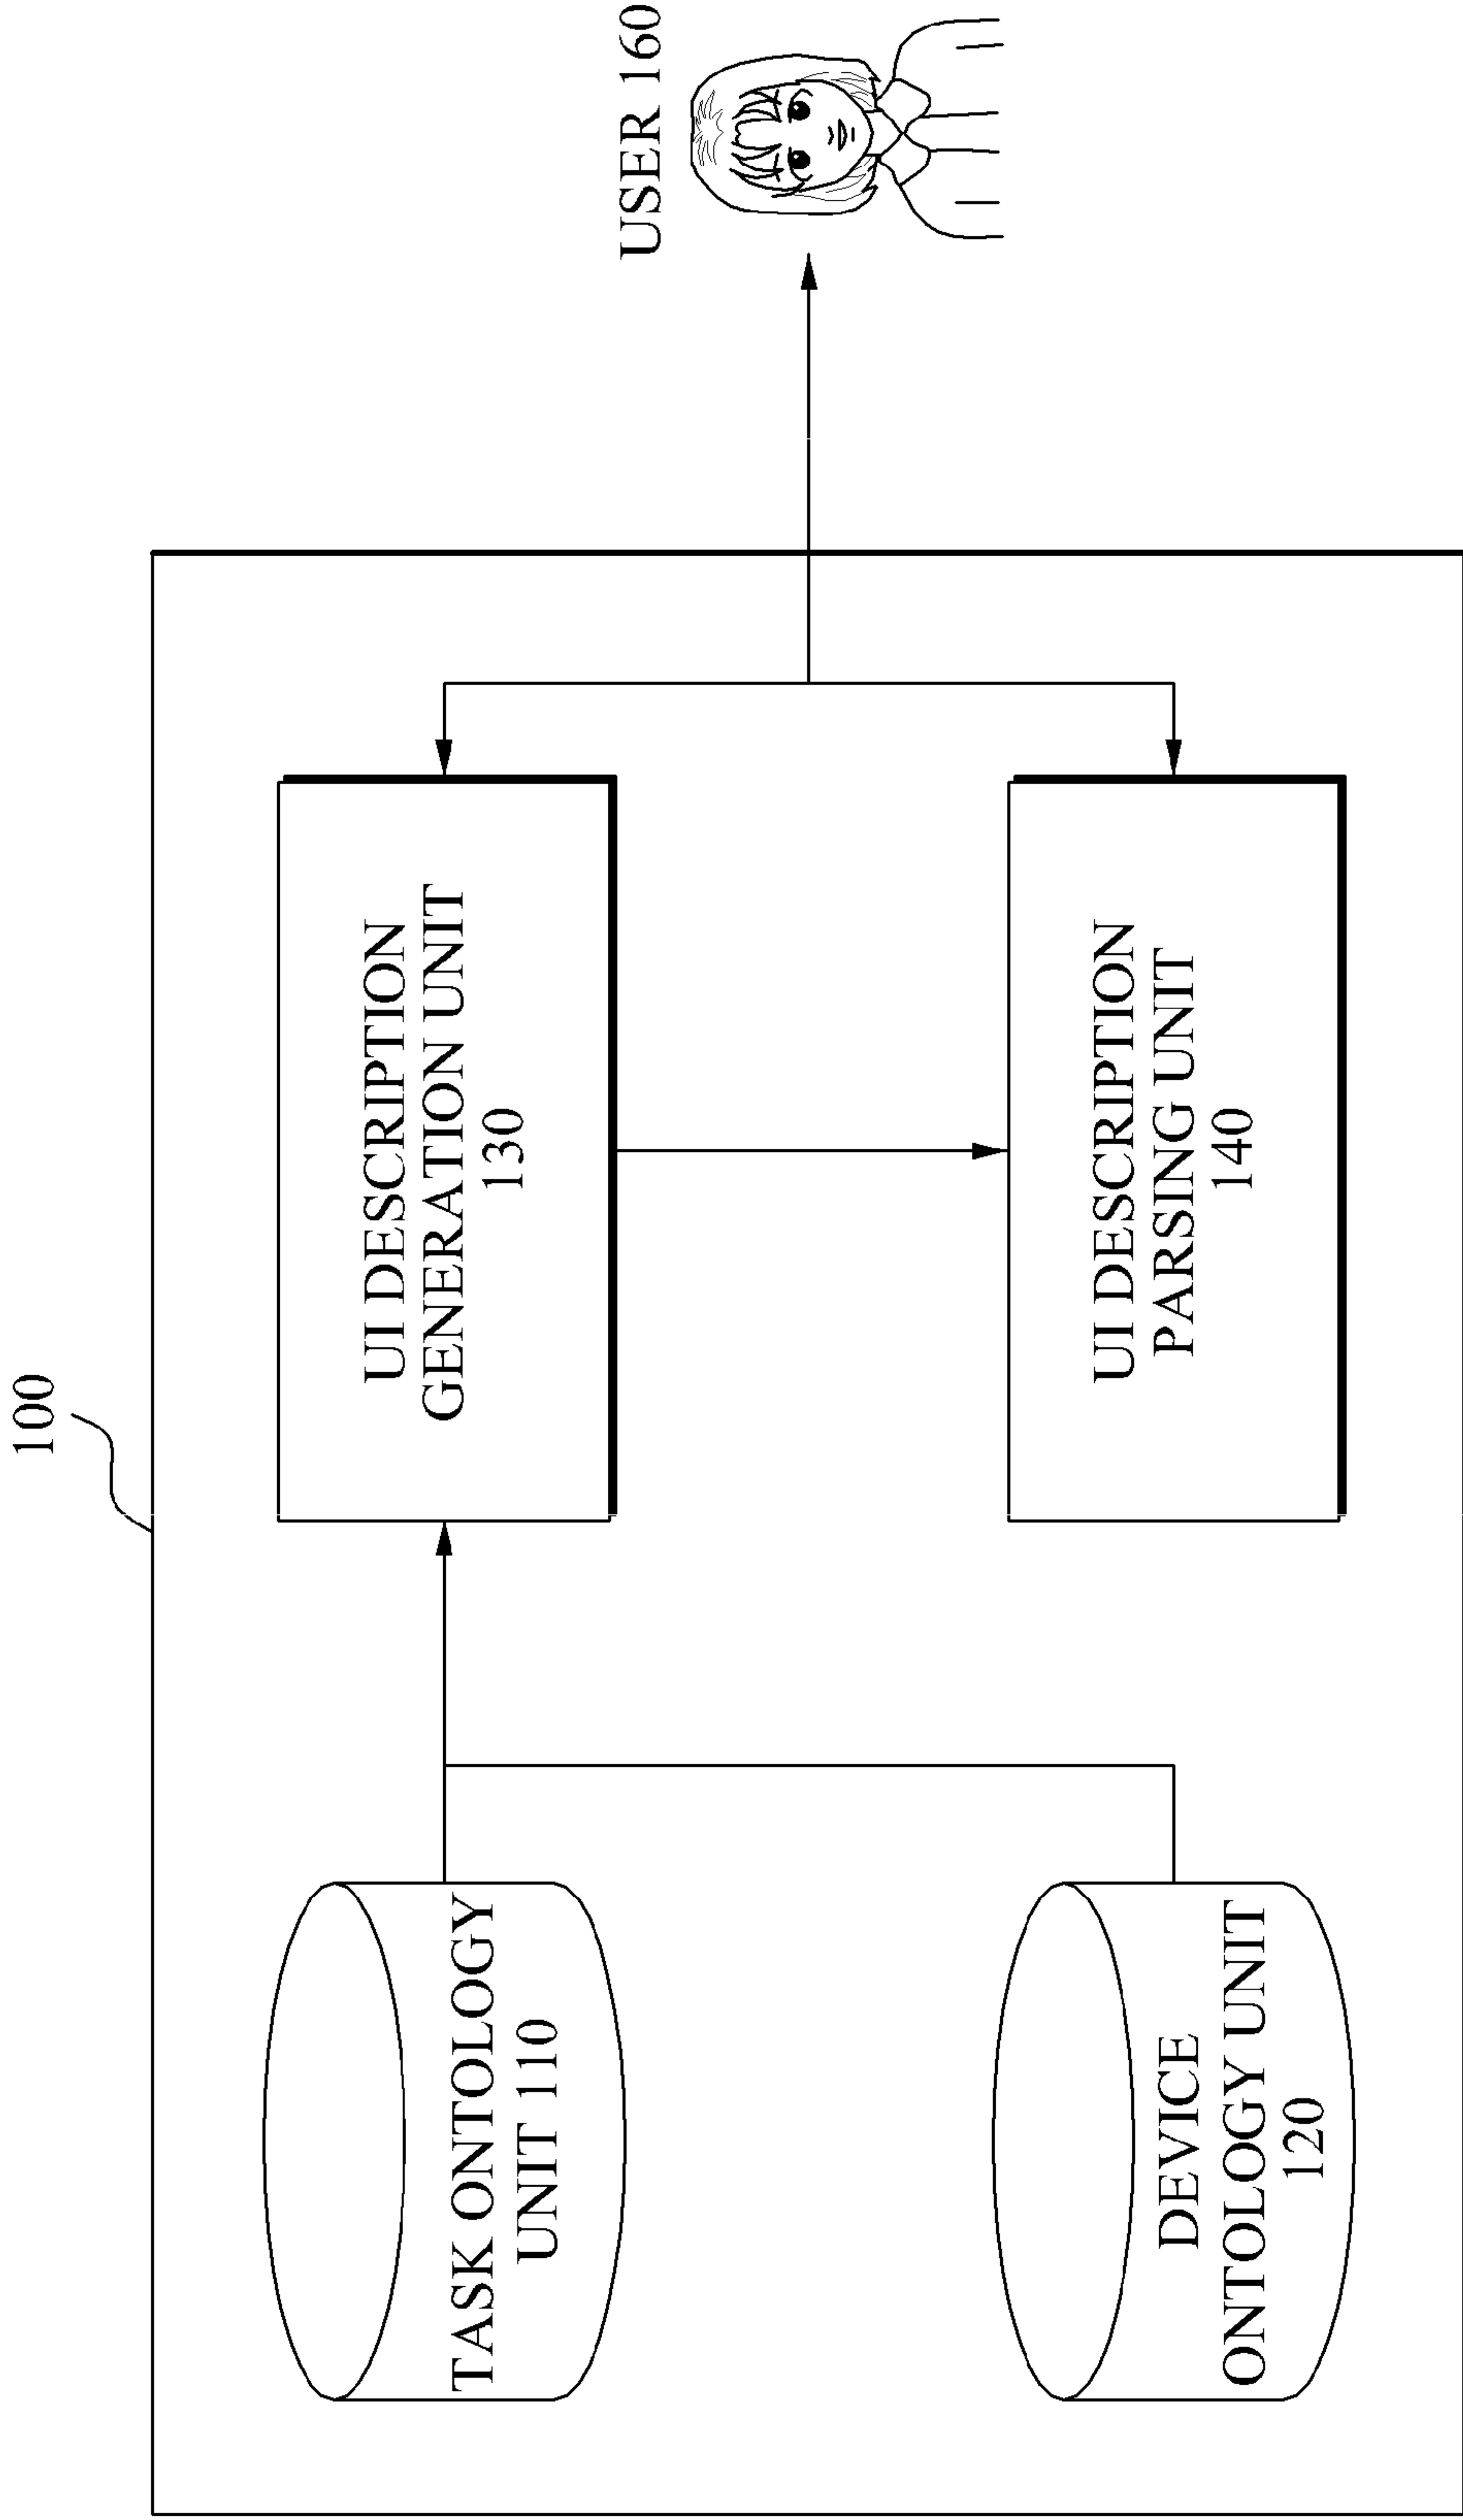 100
TASK ONTOLOGY
UNIT 110
UI DESCRIPTION
GENERATION UNIT
130
USER 160
DEVICE
ONTOLOGY UNIT
120
UI DESCRIPTION
PARSING UNIT
140